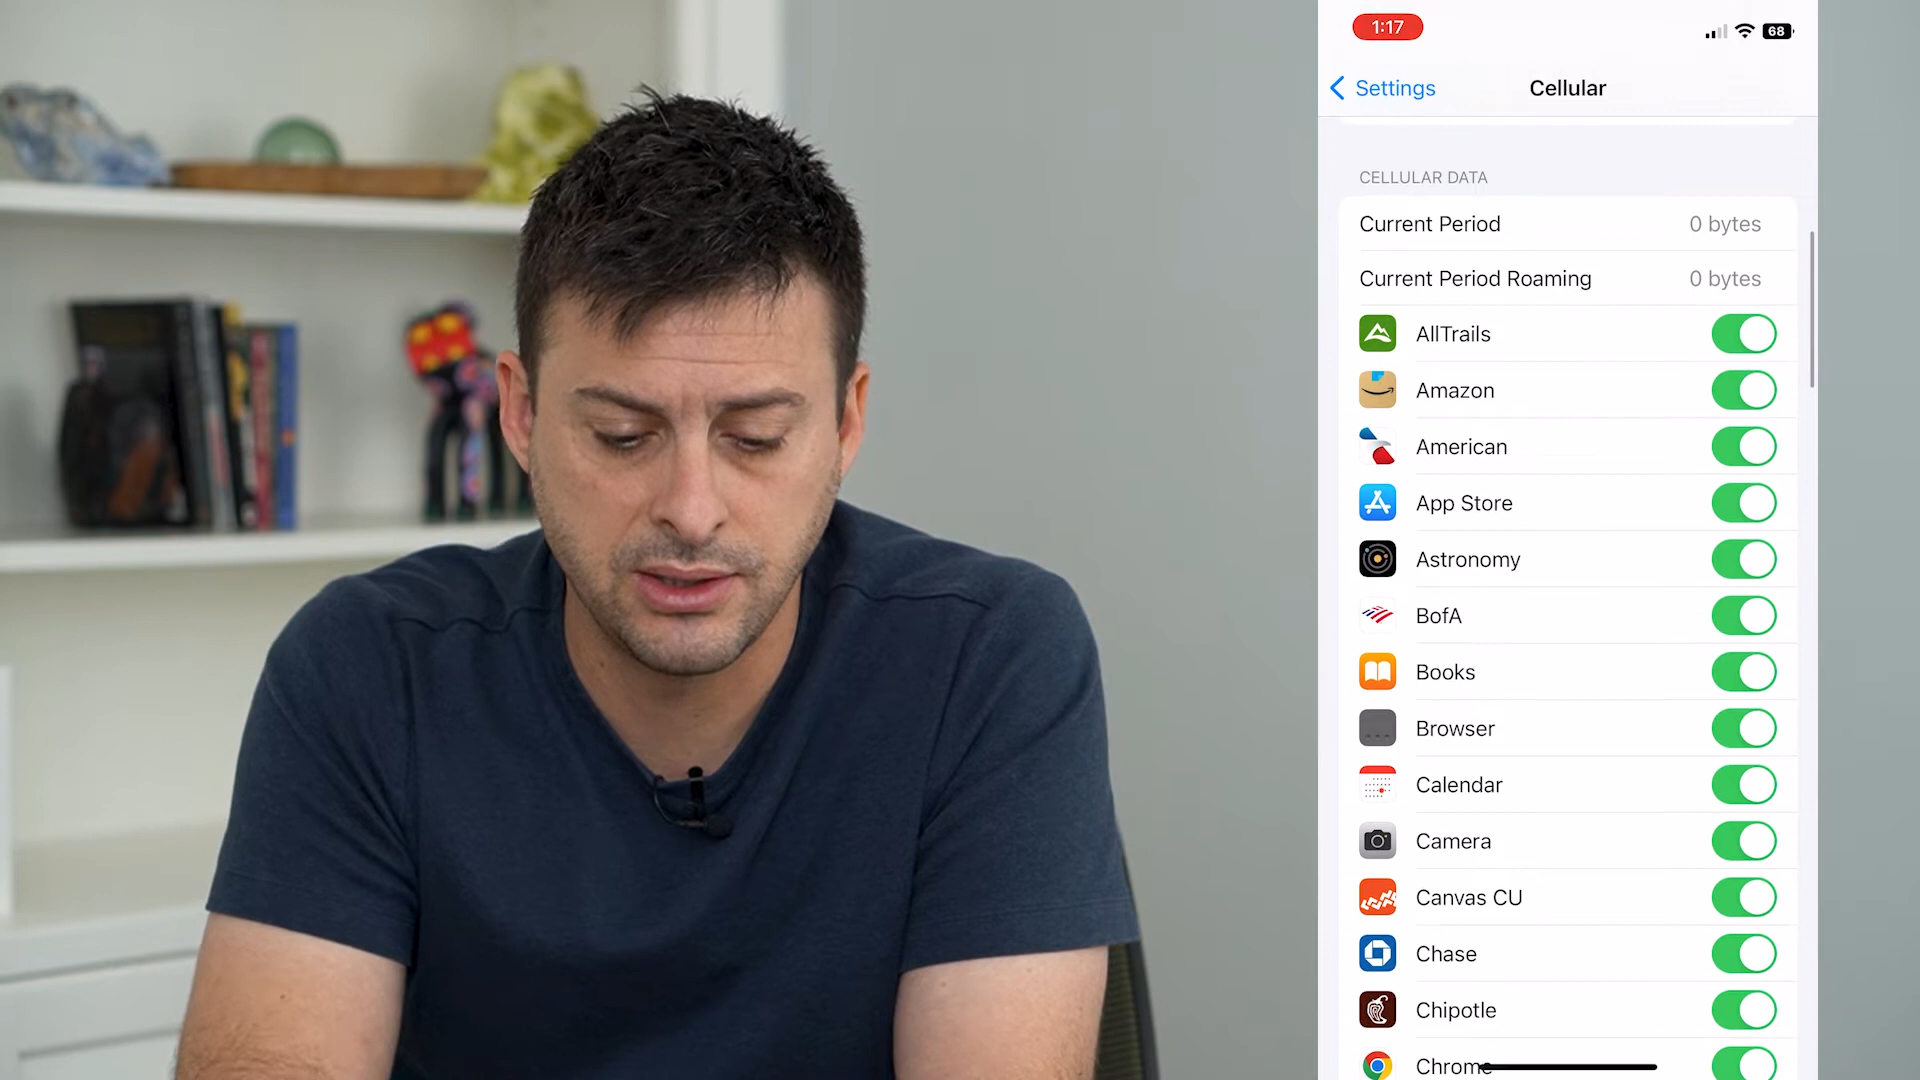 1:17
68
Settings
Cellular
CELLULAR DATA
Current Period 0 bytes
Current Period Roaming 0 bytes
AllTrails
Amazon
American
App Store
Astronomy
BofA
Books
Browser
Calendar
Camera
Canvas CU
Chase
Chipotle
Chrome